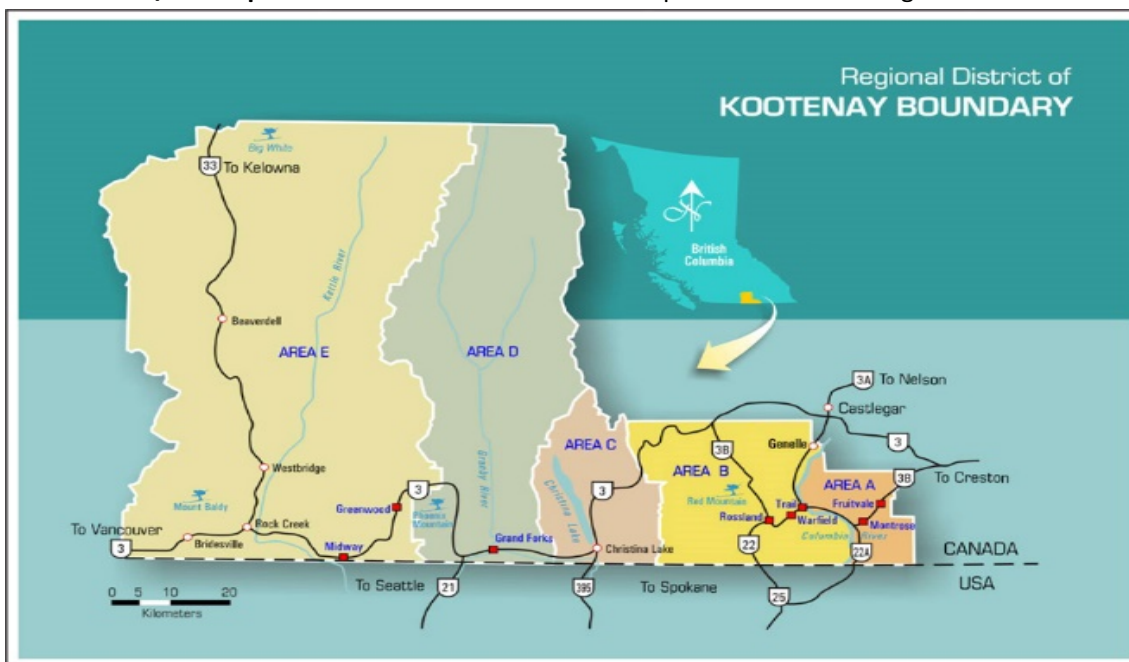 Regional District of
KOOTENAY BOUNDARY
Big White
33
To Kelowna
British
Columbia
Kettle River
Beaverdell
AREA E
AREA D
3A
To Nelson
Castlegar
AREA C
3B
Genelle
3
AREA B
AREA A
3B
To Creston
Westbridge
Granby River
Christina Lake
3
3
Mount Baldy
Greenwood
Phoenix
Mountain
Red Mountain
Trail
Fruitvale
Rossland
Warfield
Montrose
To Vancouver
Rock Creek
3
Bridesville
Midway
Grand Forks
Christina Lake
22
Columbia River
22A
CANADA
To Seattle
21
395
To Spokane
25
USA
0 5 10 20
Kilometers